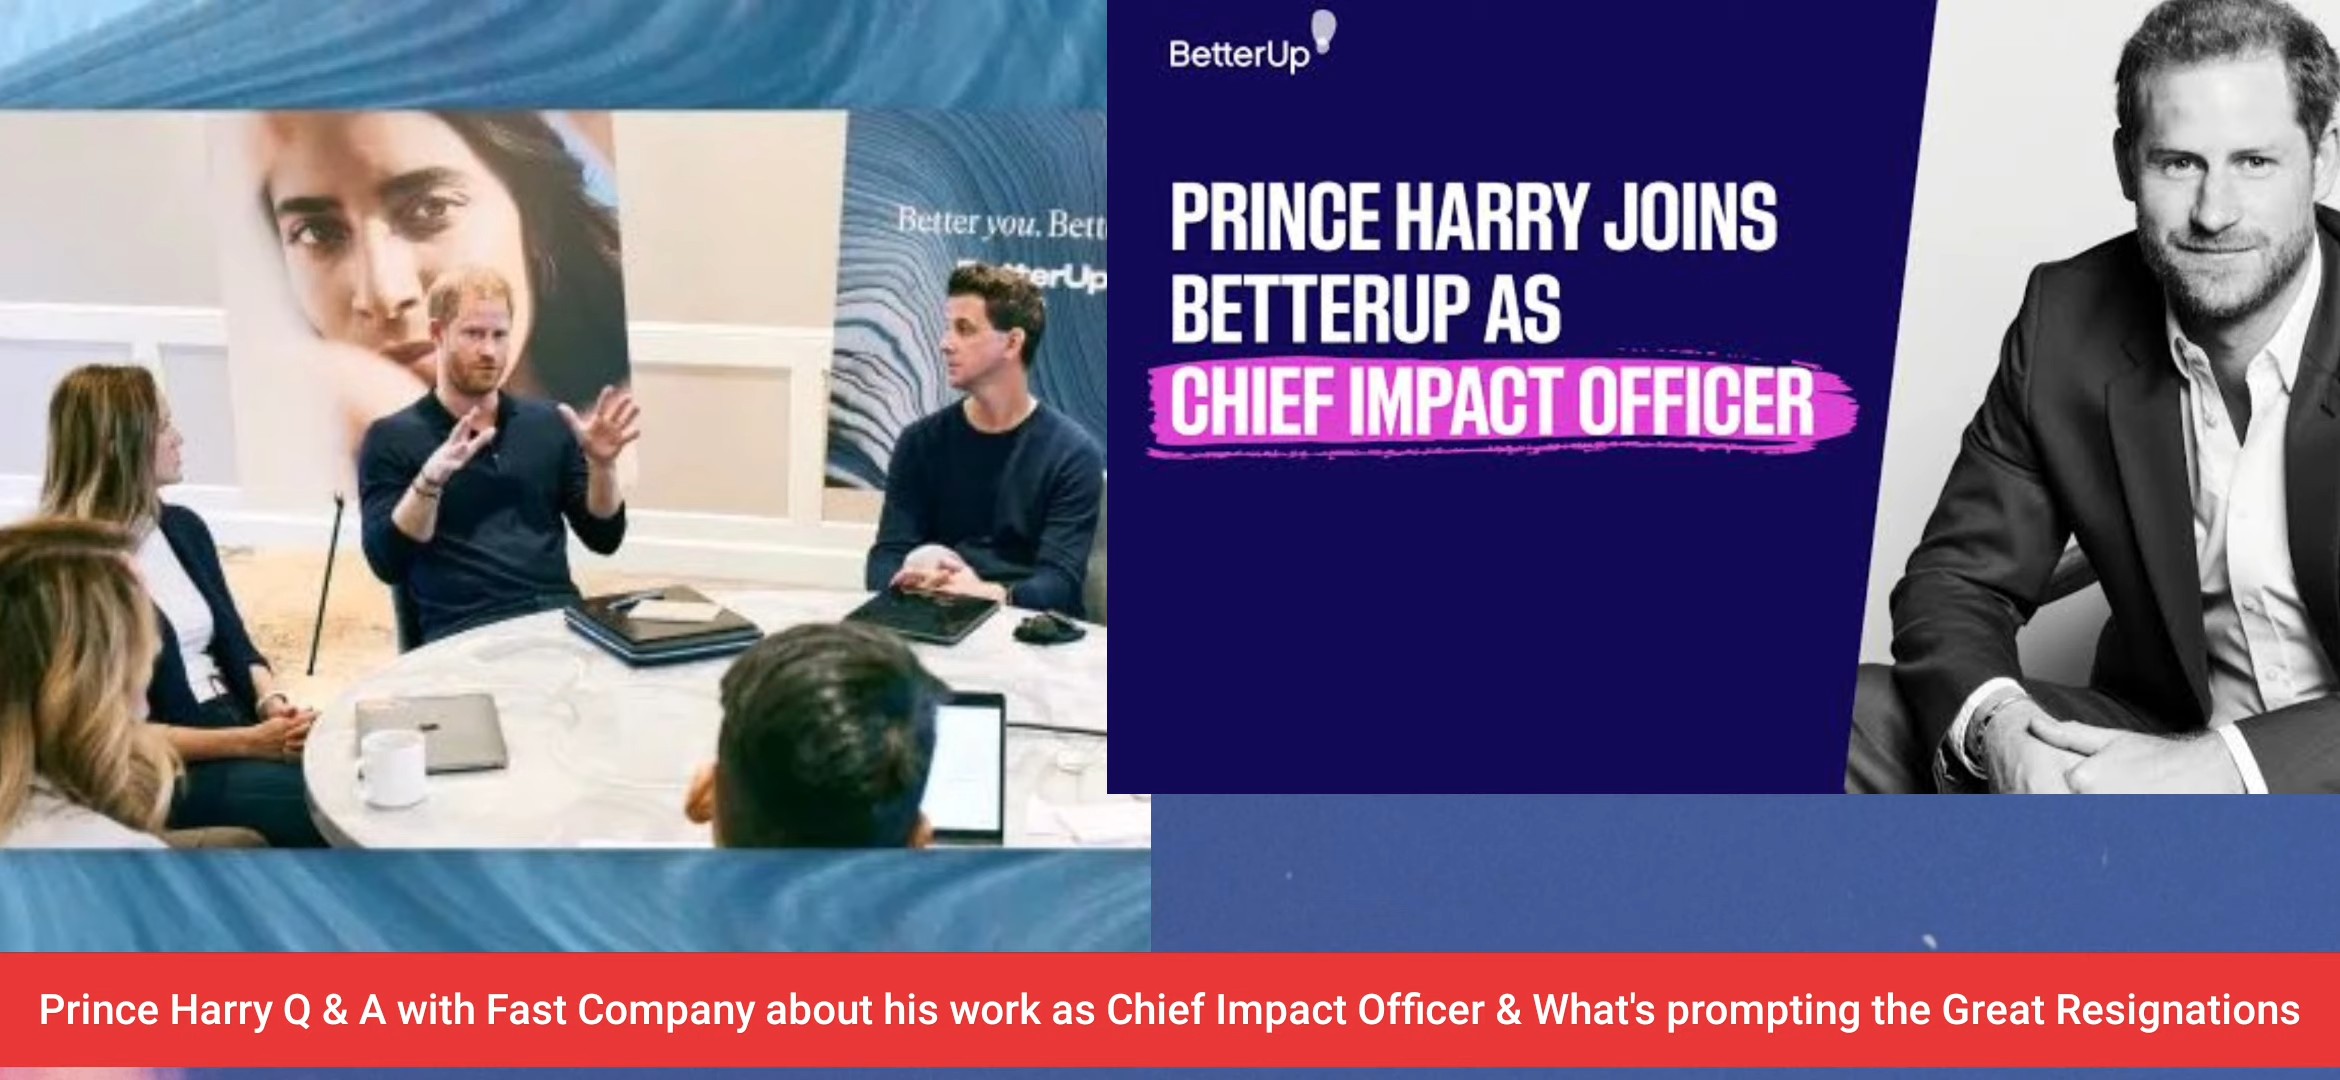 Better you. Bett
terUp
BetterUp
PRINCE HARRY JOINS
BETTERUP AS
CHIEF IMPACT OFFICER
Prince Harry Q & A with Fast Company about his work as Chief Impact Officer & What's prompting the Great Resignations